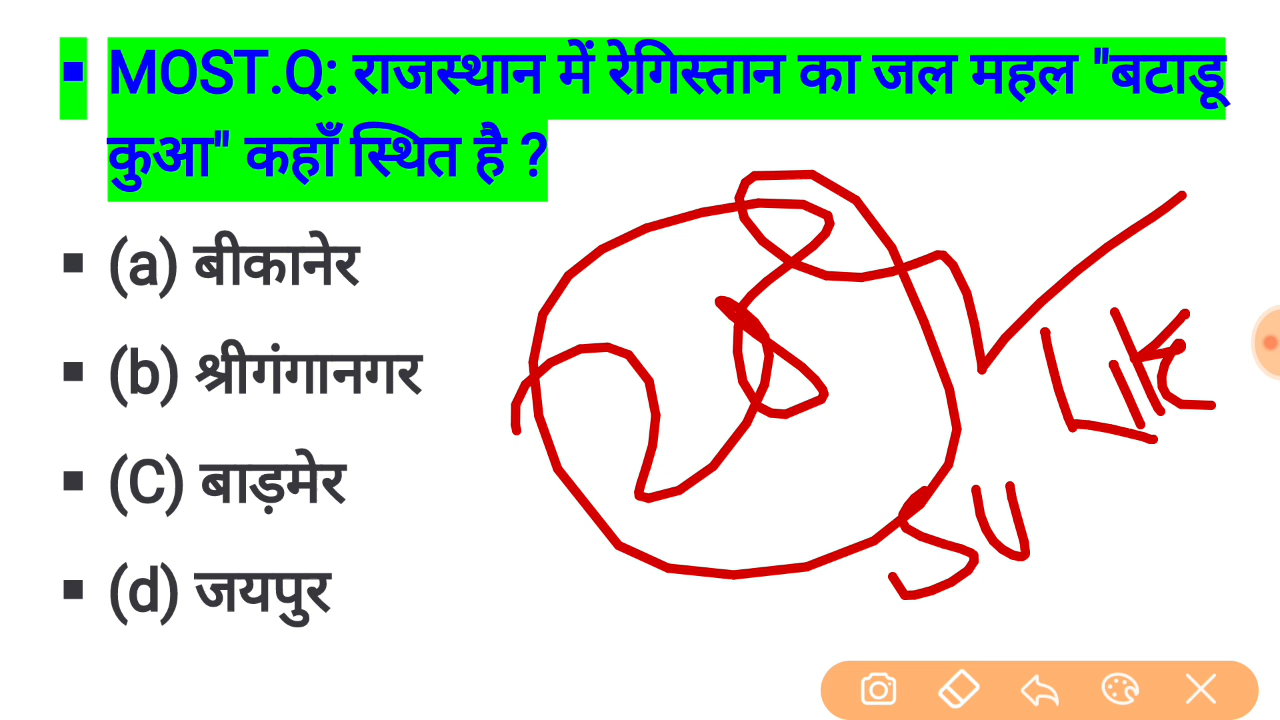 MOST.Q: राजस्थान में रेगिस्तान का जल महल "बटाडू
कुआ" कहाँ स्थित है ?
(a) बीकानेर
(b) श्रीगंगानगर
(C) बाड़मेर
(d) जयपुर